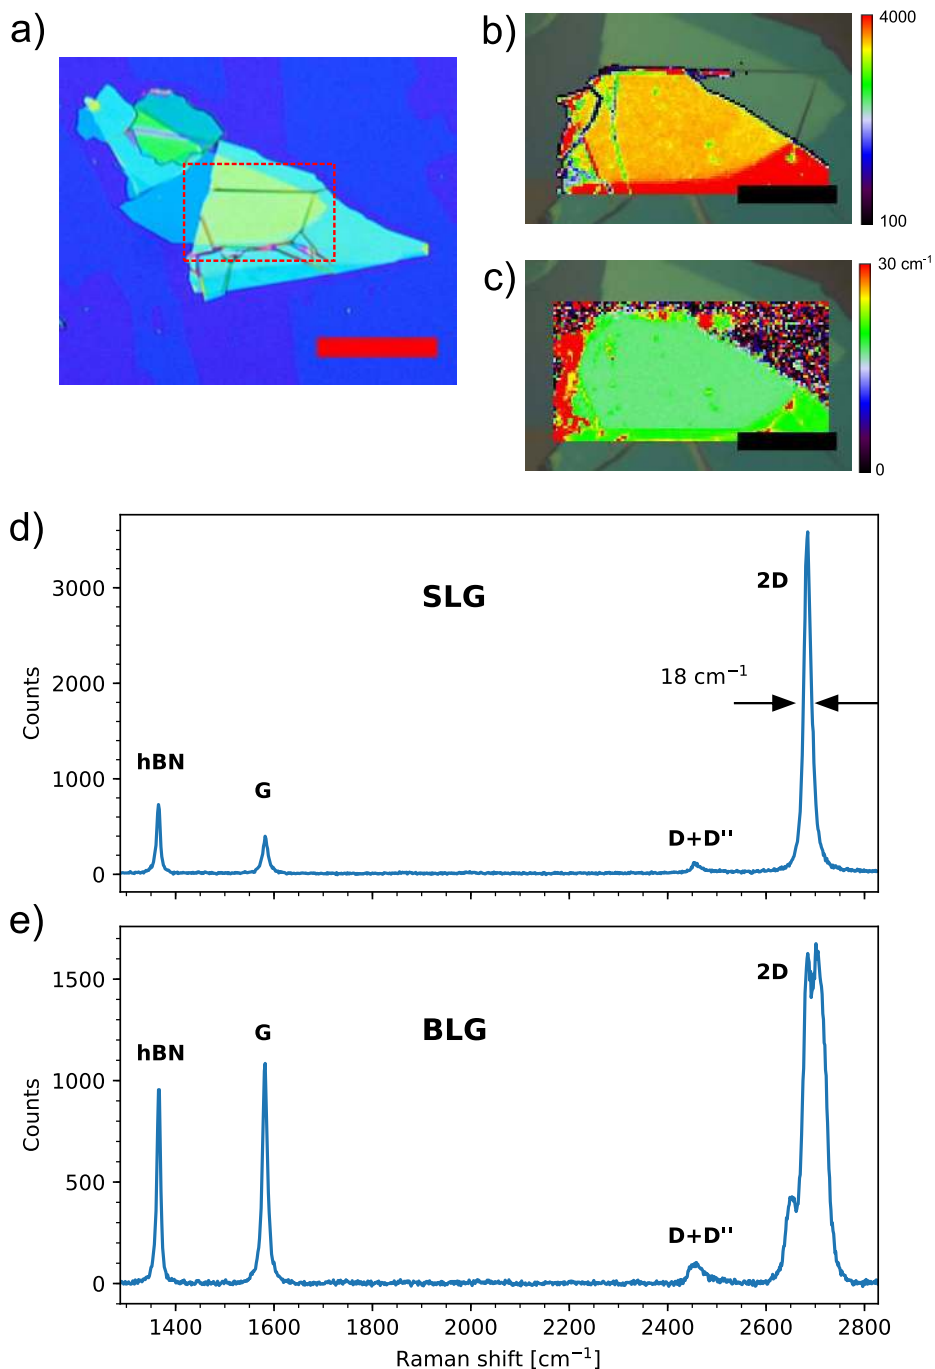 a)
b)
4000
100
c)
30 cm-1
0
d)
SLG
2D
18 cm−1
hBN
G
D+D''
Counts
0
1000
2000
3000
e)
BLG
2D
hBN
G
D+D''
Counts
0
500
1000
1500
1400 1600 1800 2000 2200 2400 2600 2800
Raman shift [cm−1]